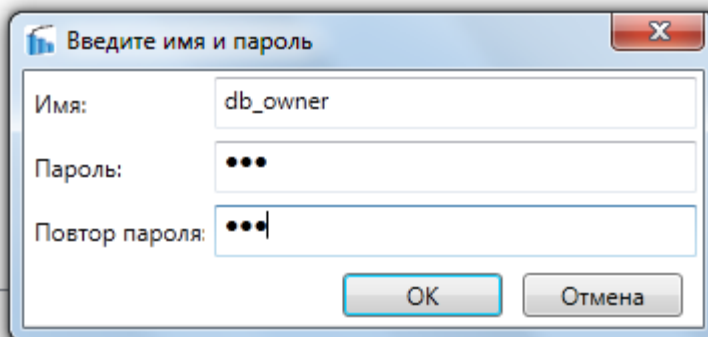 Введите имя и пароль
Имя: db_owner
Пароль: •••
Повтор пароля: •••
OK Отмена